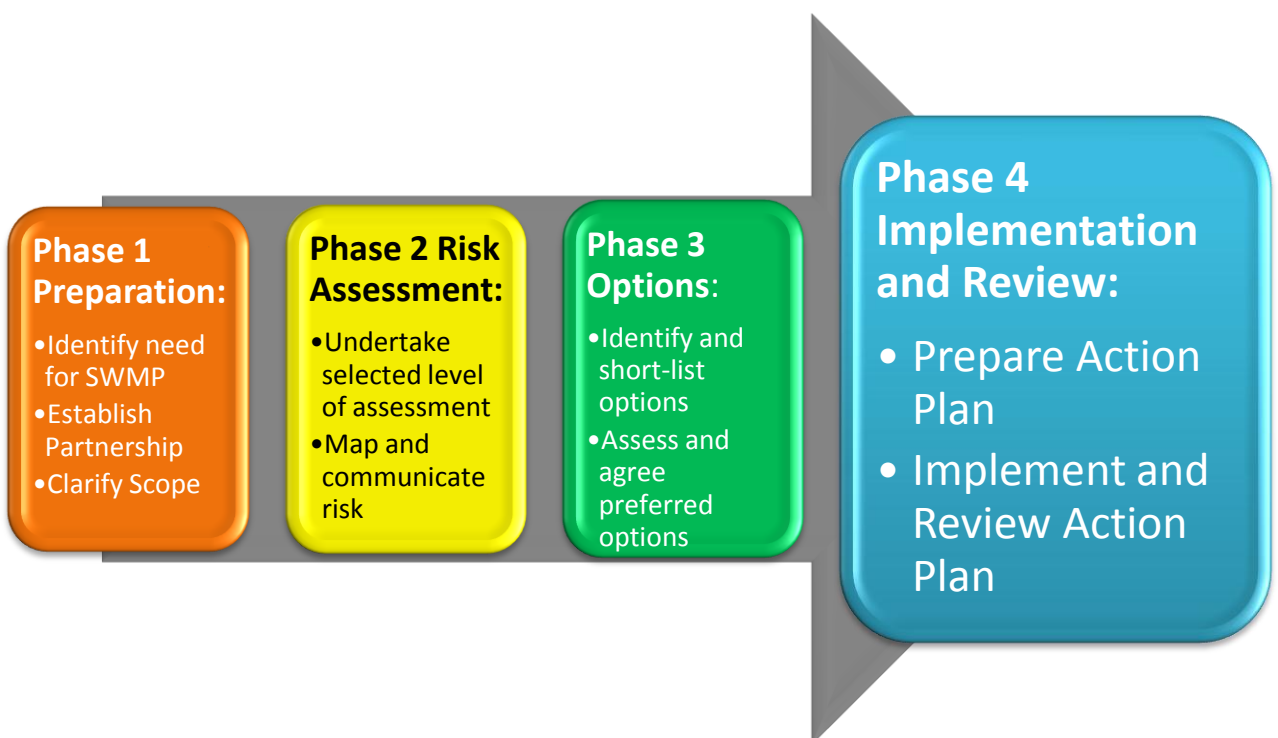 Phase 1
Preparation:
•Identify need
for SWMP
•Establish
Partnership
•Clarify Scope
Phase 2 Risk
Assessment:
•Undertake
selected level
of assessment
•Map and
communicate
risk
Phase 3
Options:
•Identify and
short-list
options
•Assess and
agree
preferred
options
Phase 4
Implementation
and Review:
• Prepare Action
Plan
• Implement and
Review Action
Plan